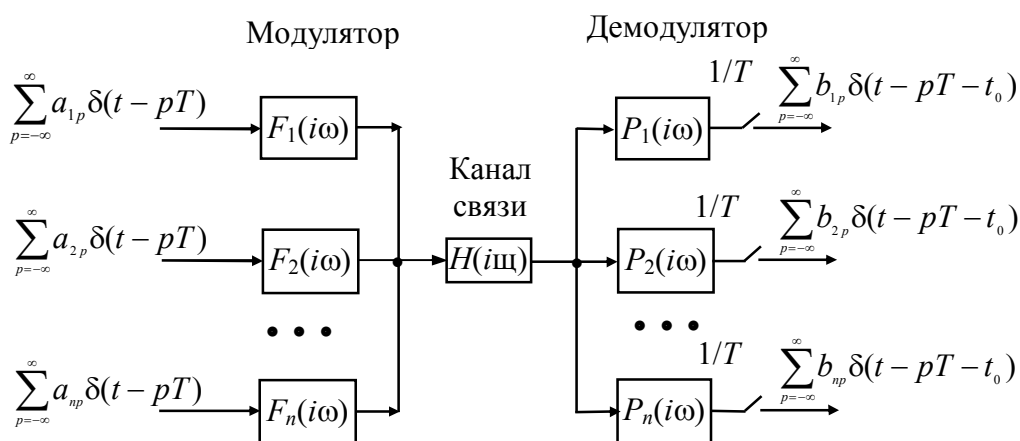 Модулятор
Демодулятор
∑_{p=−∞}^{∞} a_{1p} δ(t − pT)
F₁(iω)
P₁(iω)
1/T
∑_{p=−∞}^{∞} b_{1p} δ(t − pT − t₀)
Канал
связи
∑_{p=−∞}^{∞} a_{2p} δ(t − pT)
F₂(iω)
H(iщ)
P₂(iω)
1/T
∑_{p=−∞}^{∞} b_{2p} δ(t − pT − t₀)
• • •
• • •
∑_{p=−∞}^{∞} a_{np} δ(t − pT)
Fₙ(iω)
Pₙ(iω)
1/T
∑_{p=−∞}^{∞} b_{np} δ(t − pT − t₀)